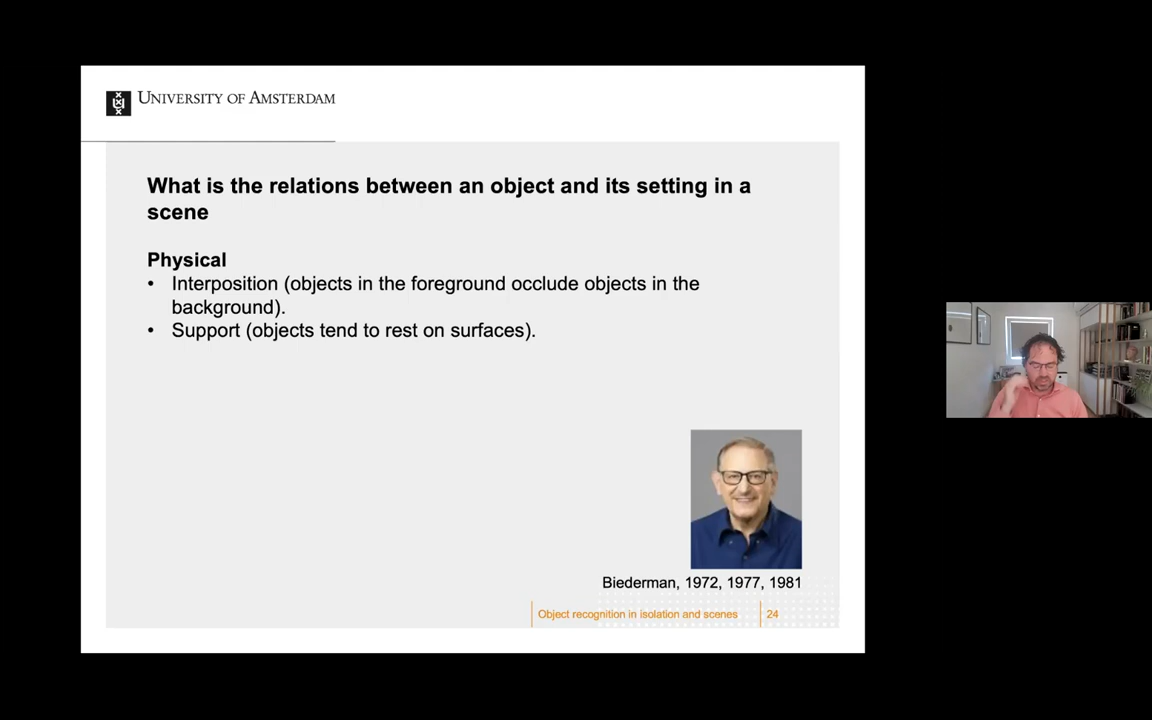 UNIVERSITY OF AMSTERDAM
What is the relations between an object and its setting in a
scene
Physical
• Interposition (objects in the foreground occlude objects in the
background).
• Support (objects tend to rest on surfaces).
Biederman, 1972, 1977, 1981
Object recognition in isolation and scenes
24